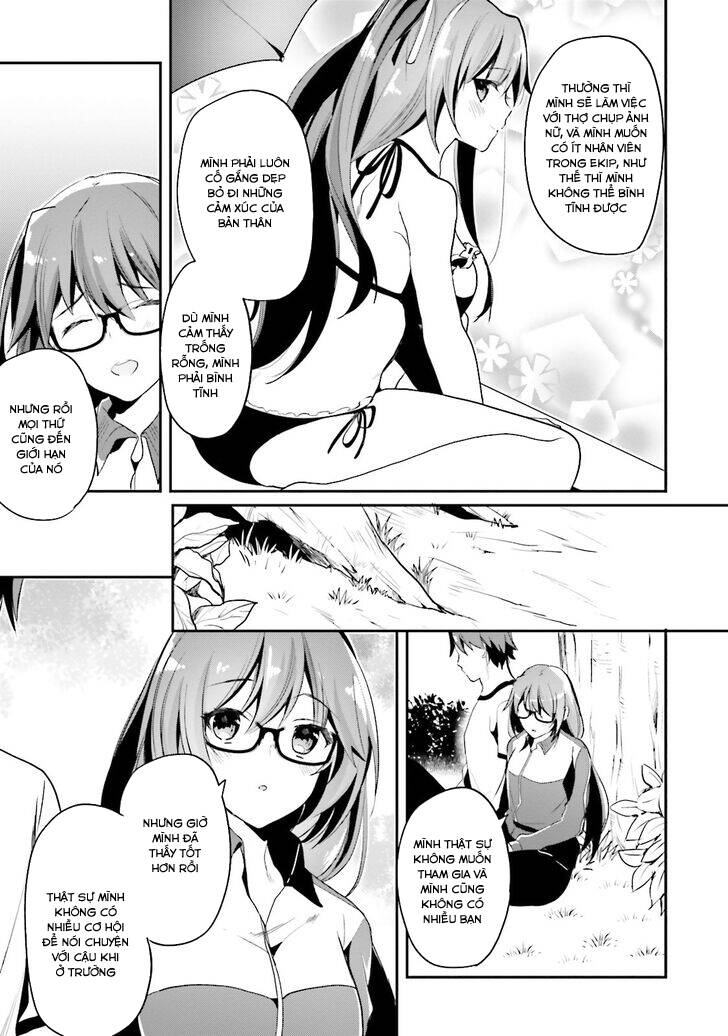 THƯỜNG THÌ
MÌNH SẼ LÀM VIỆC
VỚI THỢ CHỤP ẢNH
NỮ, VÀ MÌNH MUỐN
CÓ ÍT NHÂN VIÊN
TRONG EKIP, NHƯ
THẾ THÌ MÌNH
KHÔNG THỂ BÌNH
TĨNH ĐƯỢC
MÌNH PHẢI LUÔN
CỐ GẮNG DẸP
BỎ ĐI NHỮNG
CẢM XÚC CỦA
BẢN THÂN
DÙ MÌNH
CẢM THẤY
TRỐNG
RỖNG, MÌNH
PHẢI BÌNH
TĨNH
NHƯNG RỒI
MỌI THỨ
CŨNG ĐẾN
GIỚI HẠN
CỦA NÓ
MÌNH THẬT SỰ
KHÔNG MUỐN
THAM GIA VÀ
MÌNH CŨNG
KHÔNG CÓ
NHIỀU BẠN
NHƯNG GIỜ
MÌNH ĐÃ
THẤY TỐT
HƠN RỒI
THẬT SỰ MÌNH
KHÔNG CÓ
NHIỀU CƠ HỘI
ĐỂ NÓI CHUYỆN
VỚI CẬU KHI
Ở TRƯỜNG